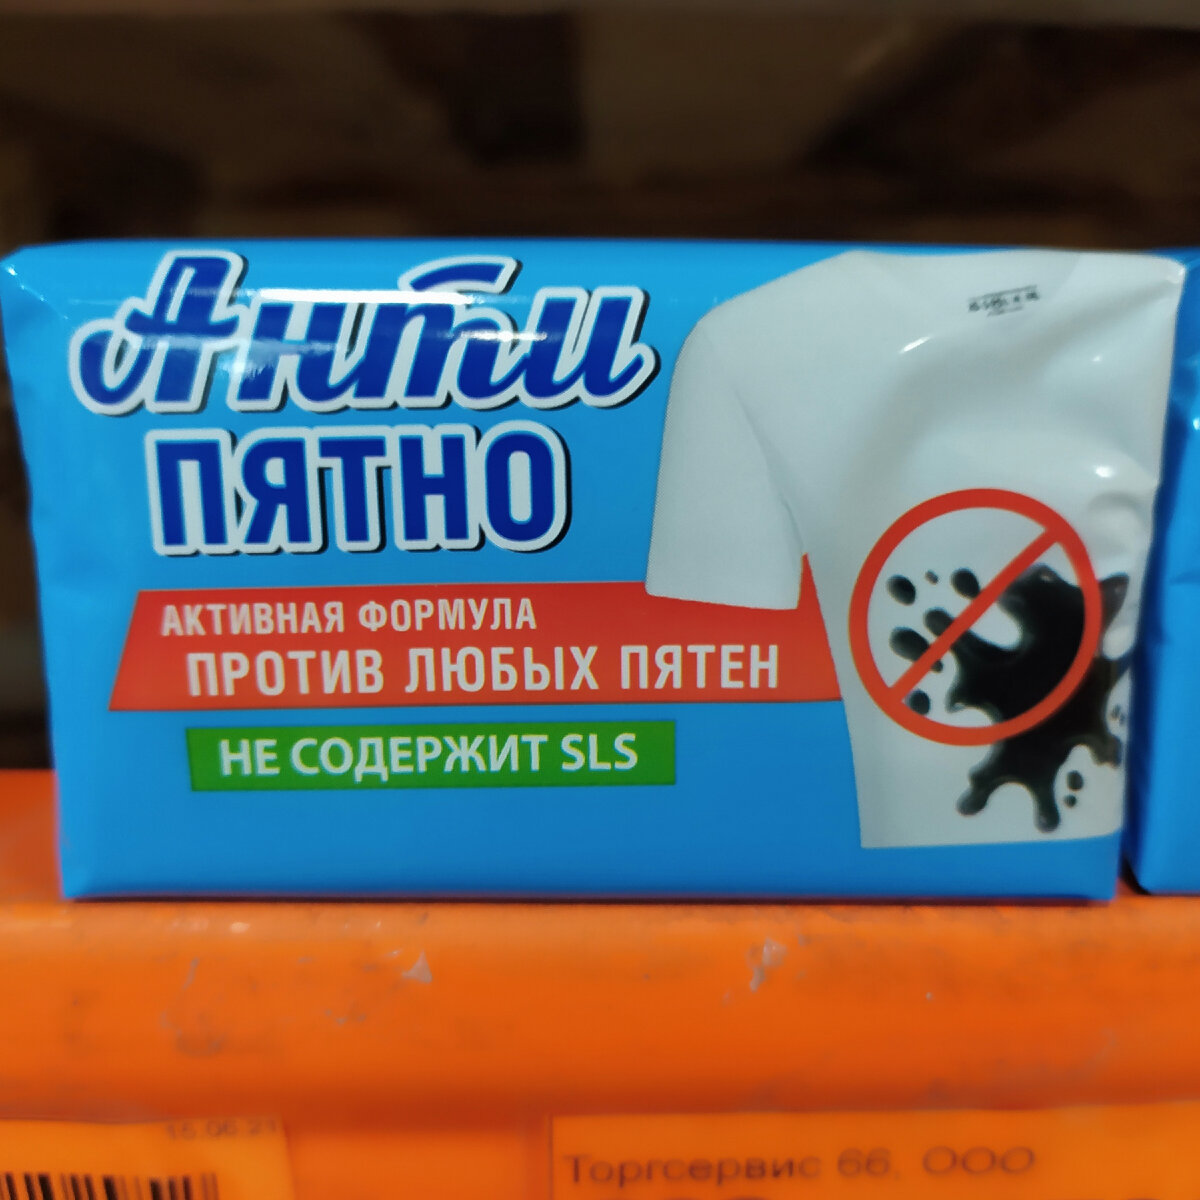 Анти
ПЯТНО
АКТИВНАЯ ФОРМУЛА
ПРОТИВ ЛЮБЫХ ПЯТЕН
НЕ СОДЕРЖИТ SLS
15.06.21
Торгсервис 66, ООО